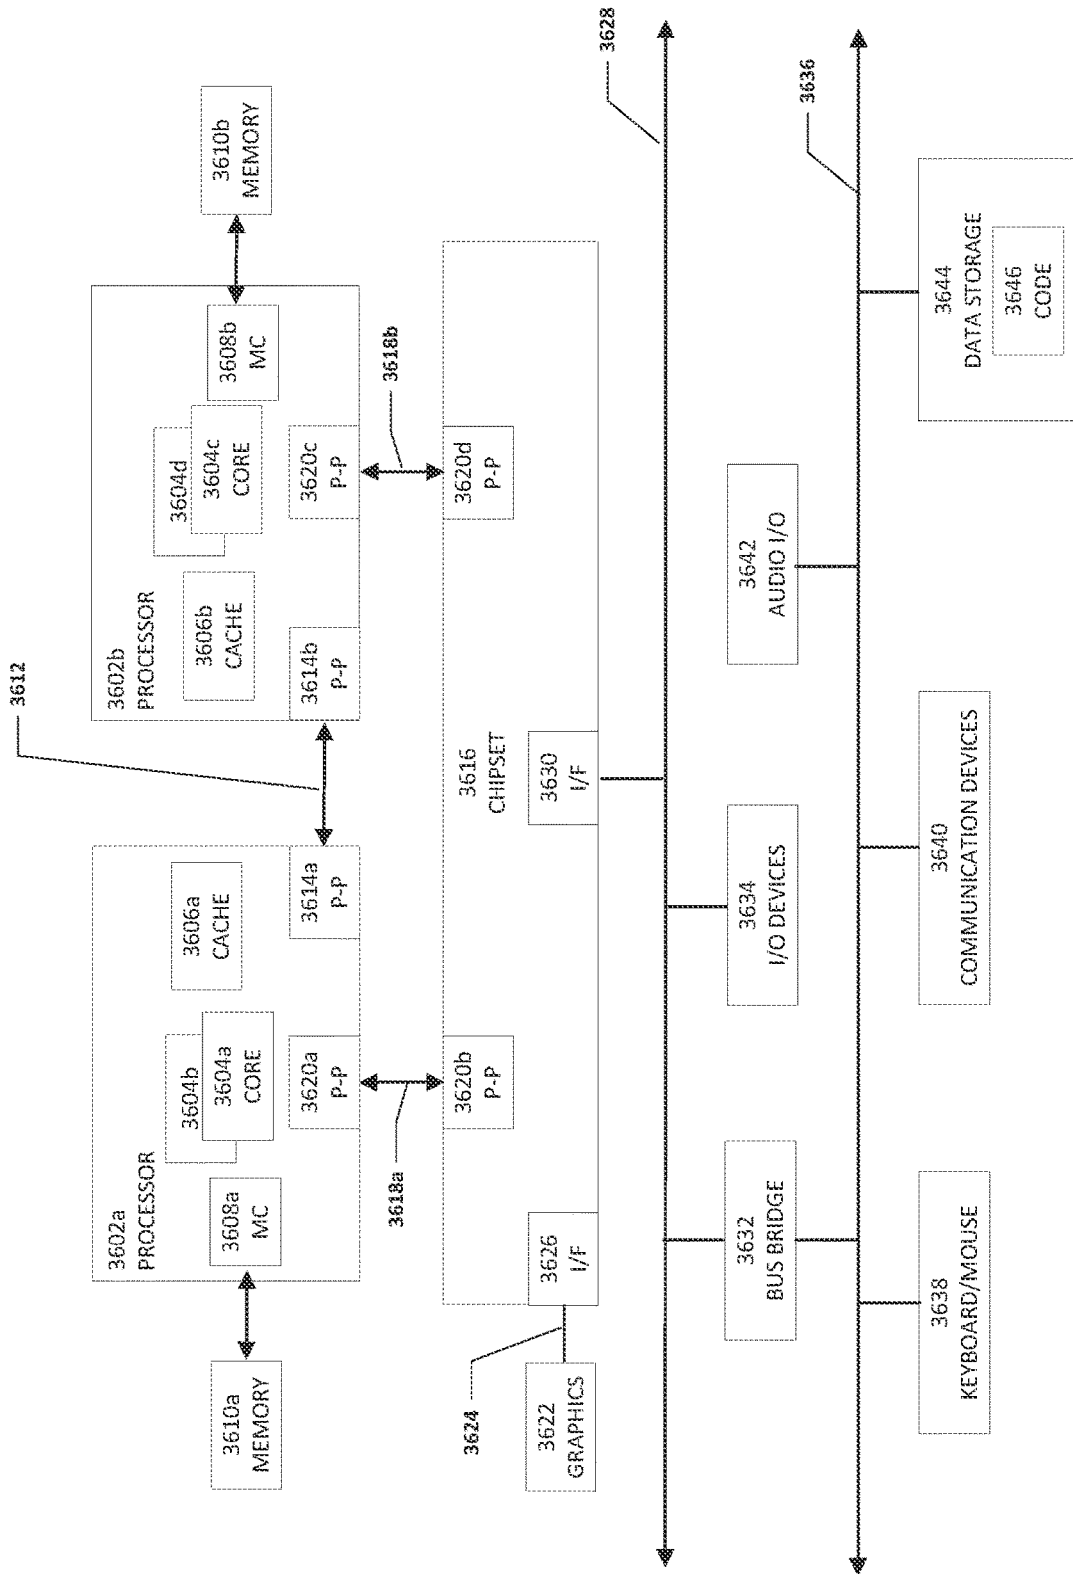 3612
3602a
PROCESSOR
3604b
3604a
CORE
3606a
CACHE
3608a
MC
3620a
P-P
3614a
P-P
3610a
MEMORY
3602b
PROCESSOR
3606b
CACHE
3604d
3604c
CORE
3608b
MC
3614b
P-P
3620c
P-P
3610b
MEMORY
3618a
3618b
3620b
P-P
3616
CHIPSET
3620d
P-P
3624
3622
GRAPHICS
3626
I/F
3630
I/F
3628
3632
BUS BRIDGE
3634
I/O DEVICES
3642
AUDIO I/O
3636
3638
KEYBOARD/MOUSE
3640
COMMUNICATION DEVICES
3644
DATA STORAGE
3646
CODE